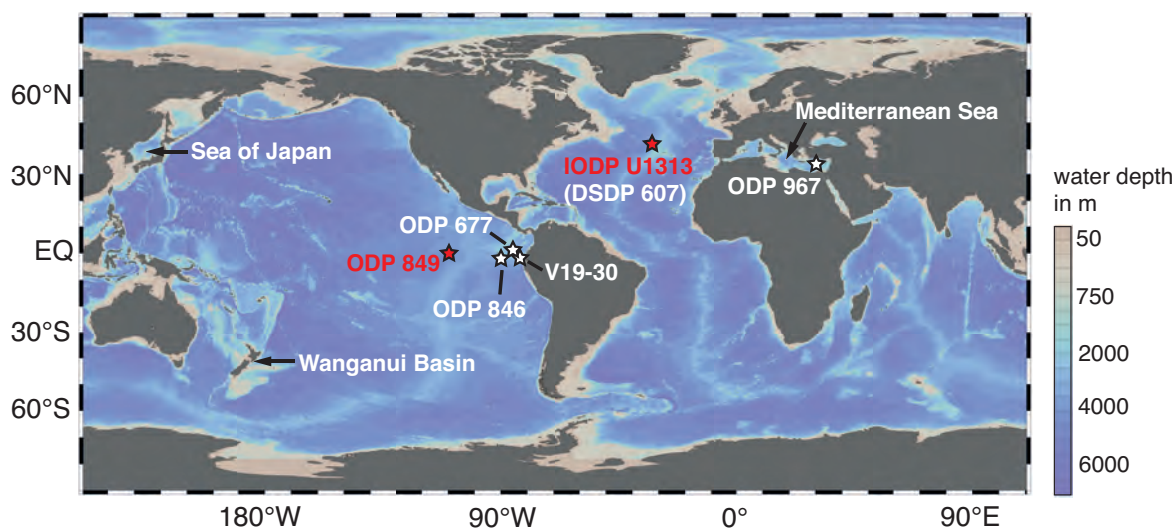 60°N
30°N
EQ
30°S
60°S
Sea of Japan
Mediterranean Sea
IODP U1313
(DSDP 607)
ODP 967
ODP 677
ODP 849
V19-30
ODP 846
Wanganui Basin
180°W
90°W
0°
90°E
water depth
in m
50
750
2000
4000
6000